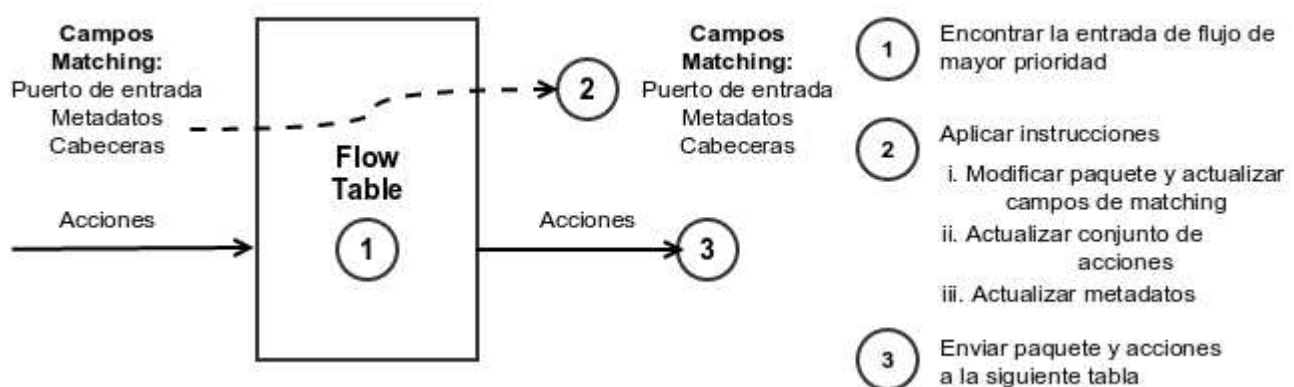 Campos
Matching:
Puerto de entrada
Metadatos
Cabeceras
Acciones
Flow
Table
1
2
Campos
Matching:
Puerto de entrada
Metadatos
Cabeceras
Acciones
3
1
Encontrar la entrada de flujo de
mayor prioridad
2
Aplicar instrucciones
i. Modificar paquete y actualizar
campos de matching
ii. Actualizar conjunto de
acciones
iii. Actualizar metadatos
3
Enviar paquete y acciones
a la siguiente tabla